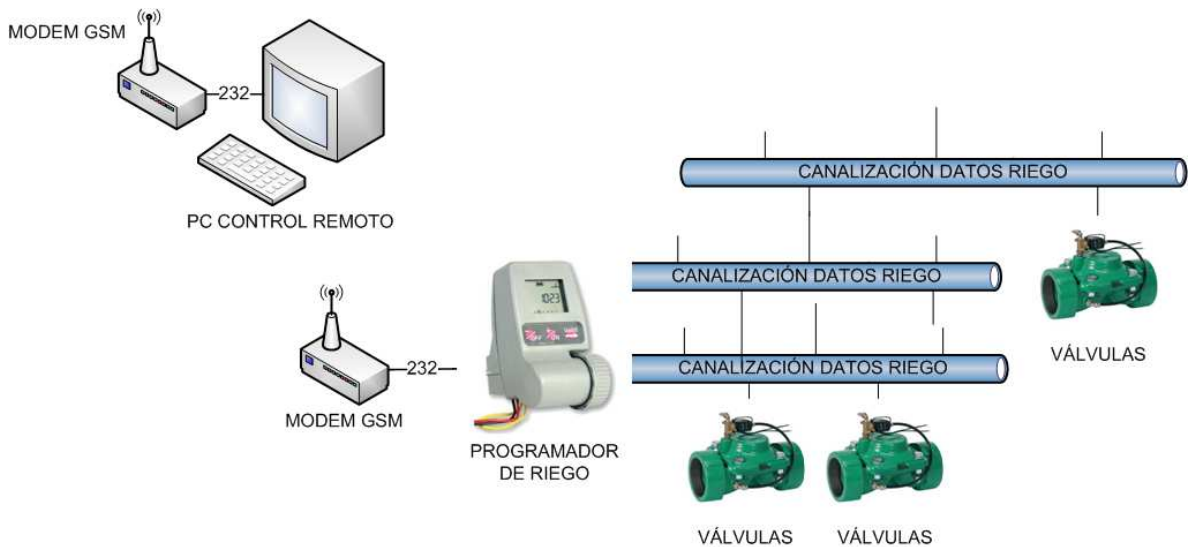 MODEM GSM
232
PC CONTROL REMOTO
CANALIZACIÓN DATOS RIEGO
CANALIZACIÓN DATOS RIEGO
VÁLVULAS
MODEM GSM
232
1023
PROGRAMADOR
DE RIEGO
CANALIZACIÓN DATOS RIEGO
VÁLVULAS
VÁLVULAS